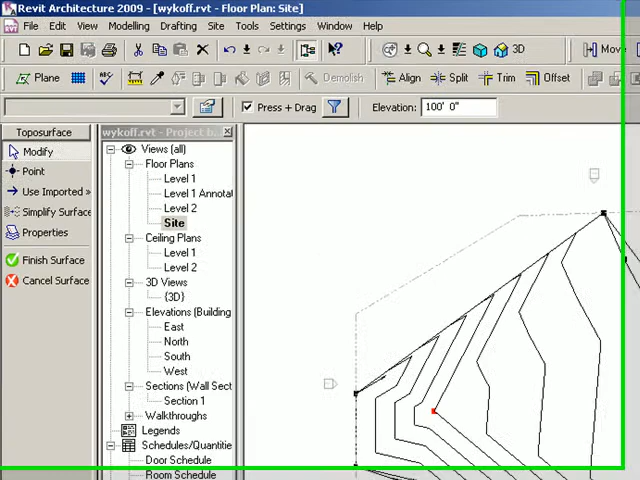 Revit Architecture 2009 - [wykoff.rvt - Floor Plan: Site]
File Edit View Modelling Drafting Site Tools Settings Window Help
3D Mov
Plane Demolish Align Split Trim Offset
Press + Drag Elevation: 100' 0"
Toposurface
Modify
Point
Use Imported »
Simplify Surface
Properties
Finish Surface
Cancel Surface
wykoff.rvt - Project b...
Views (all)
Floor Plans
Level 1
Level 1 Annotat
Level 2
Site
Ceiling Plans
Level 1
Level 2
3D Views
{3D}
Elevations (Building
East
North
South
West
Sections (Wall Sect
Section 1
Walkthroughs
Legends
Schedules/Quantitie
Door Schedule
Room Schedule